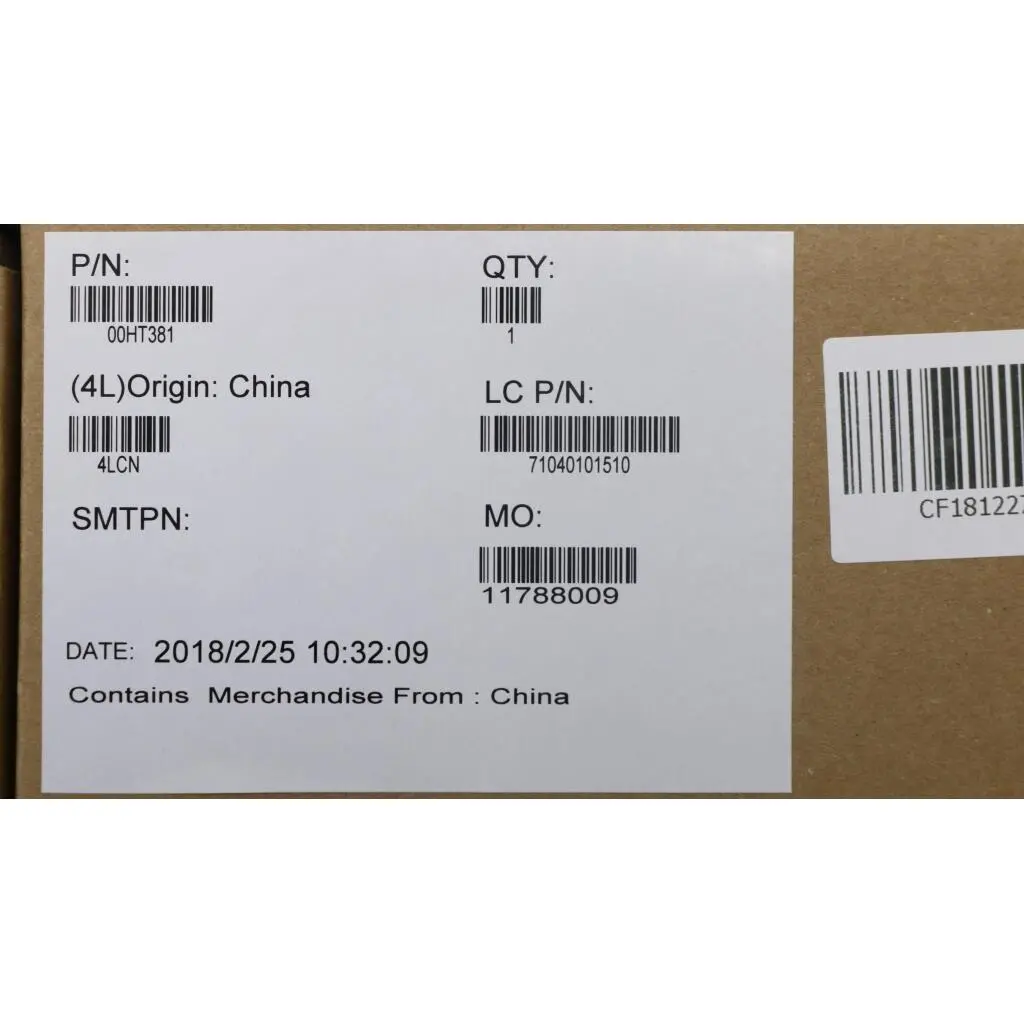 P/N:
00HT381
QTY:
1
(4L)Origin: China
4LCN
LC P/N:
71040101510
SMTPN:
MO:
11788009
DATE: 2018/2/25 10:32:09
Contains Merchandise From : China